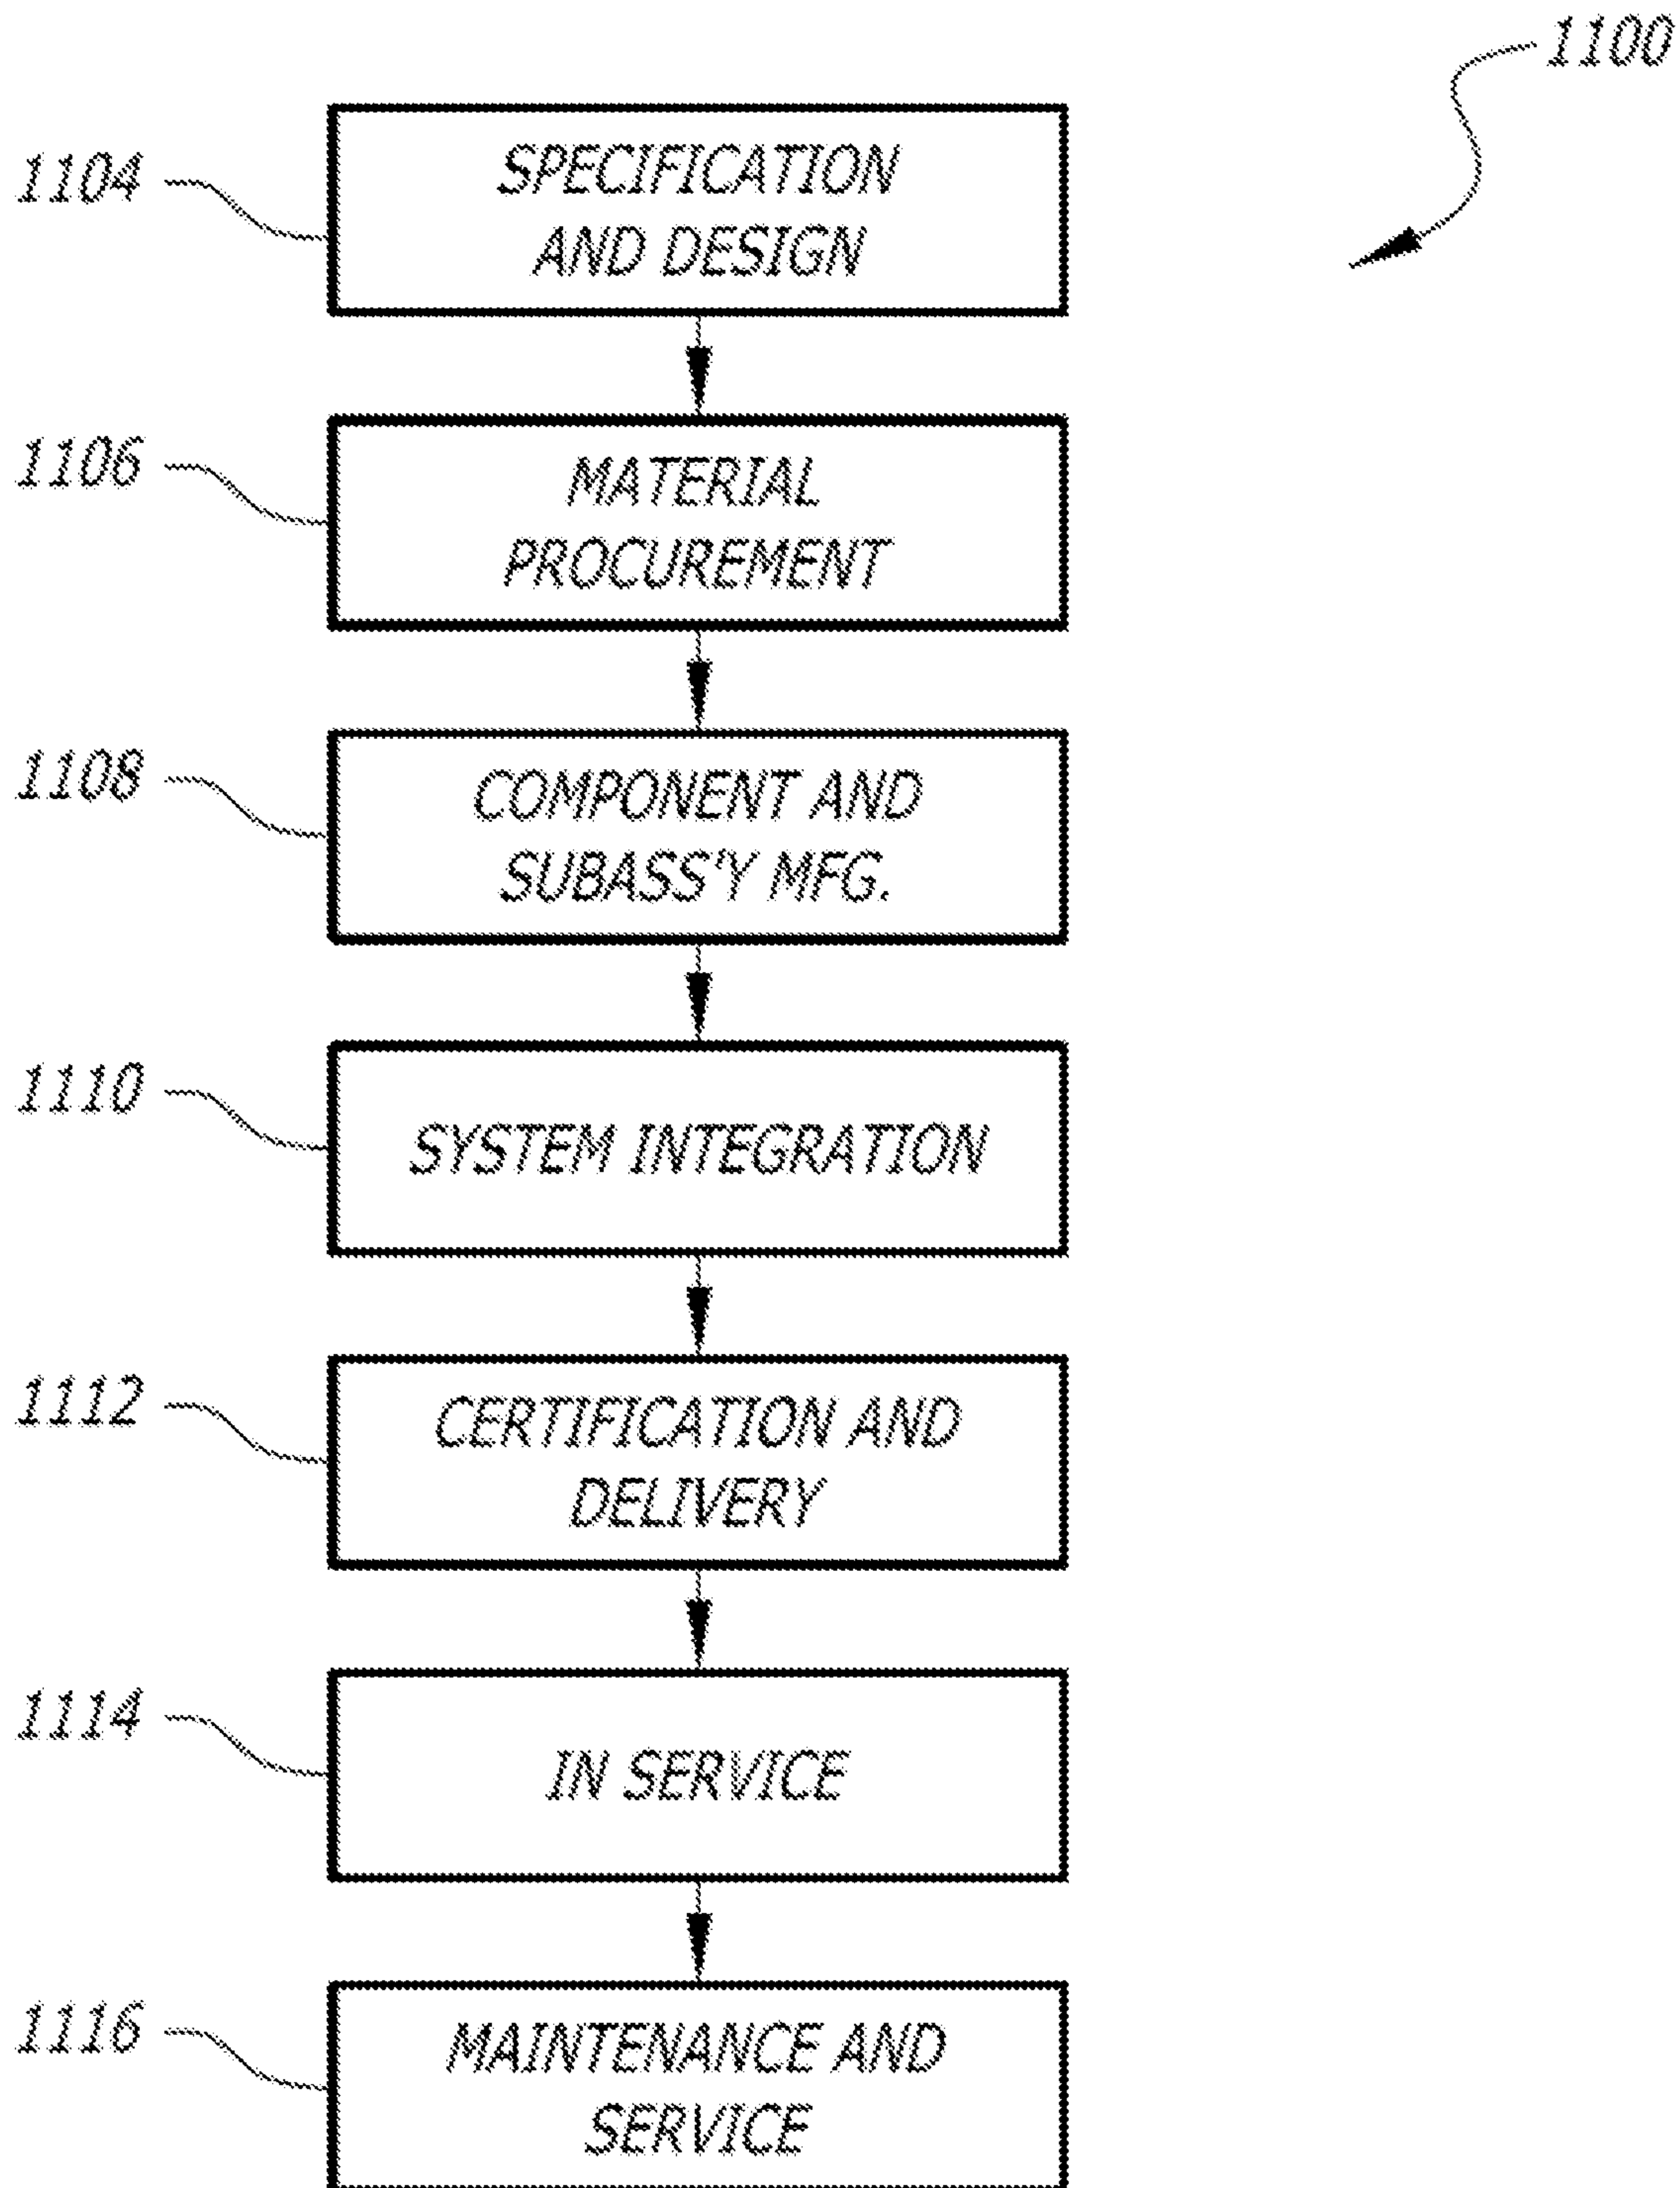 1100
1104
SPECIFICATION
AND DESIGN
1106
MATERIAL
PROCUREMENT
1108
COMPONENT AND
SUBASS'Y MFG.
1110
SYSTEM INTEGRATION
1112
CERTIFICATION AND
DELIVERY
1114
IN SERVICE
1116
MAINTENANCE AND
SERVICE